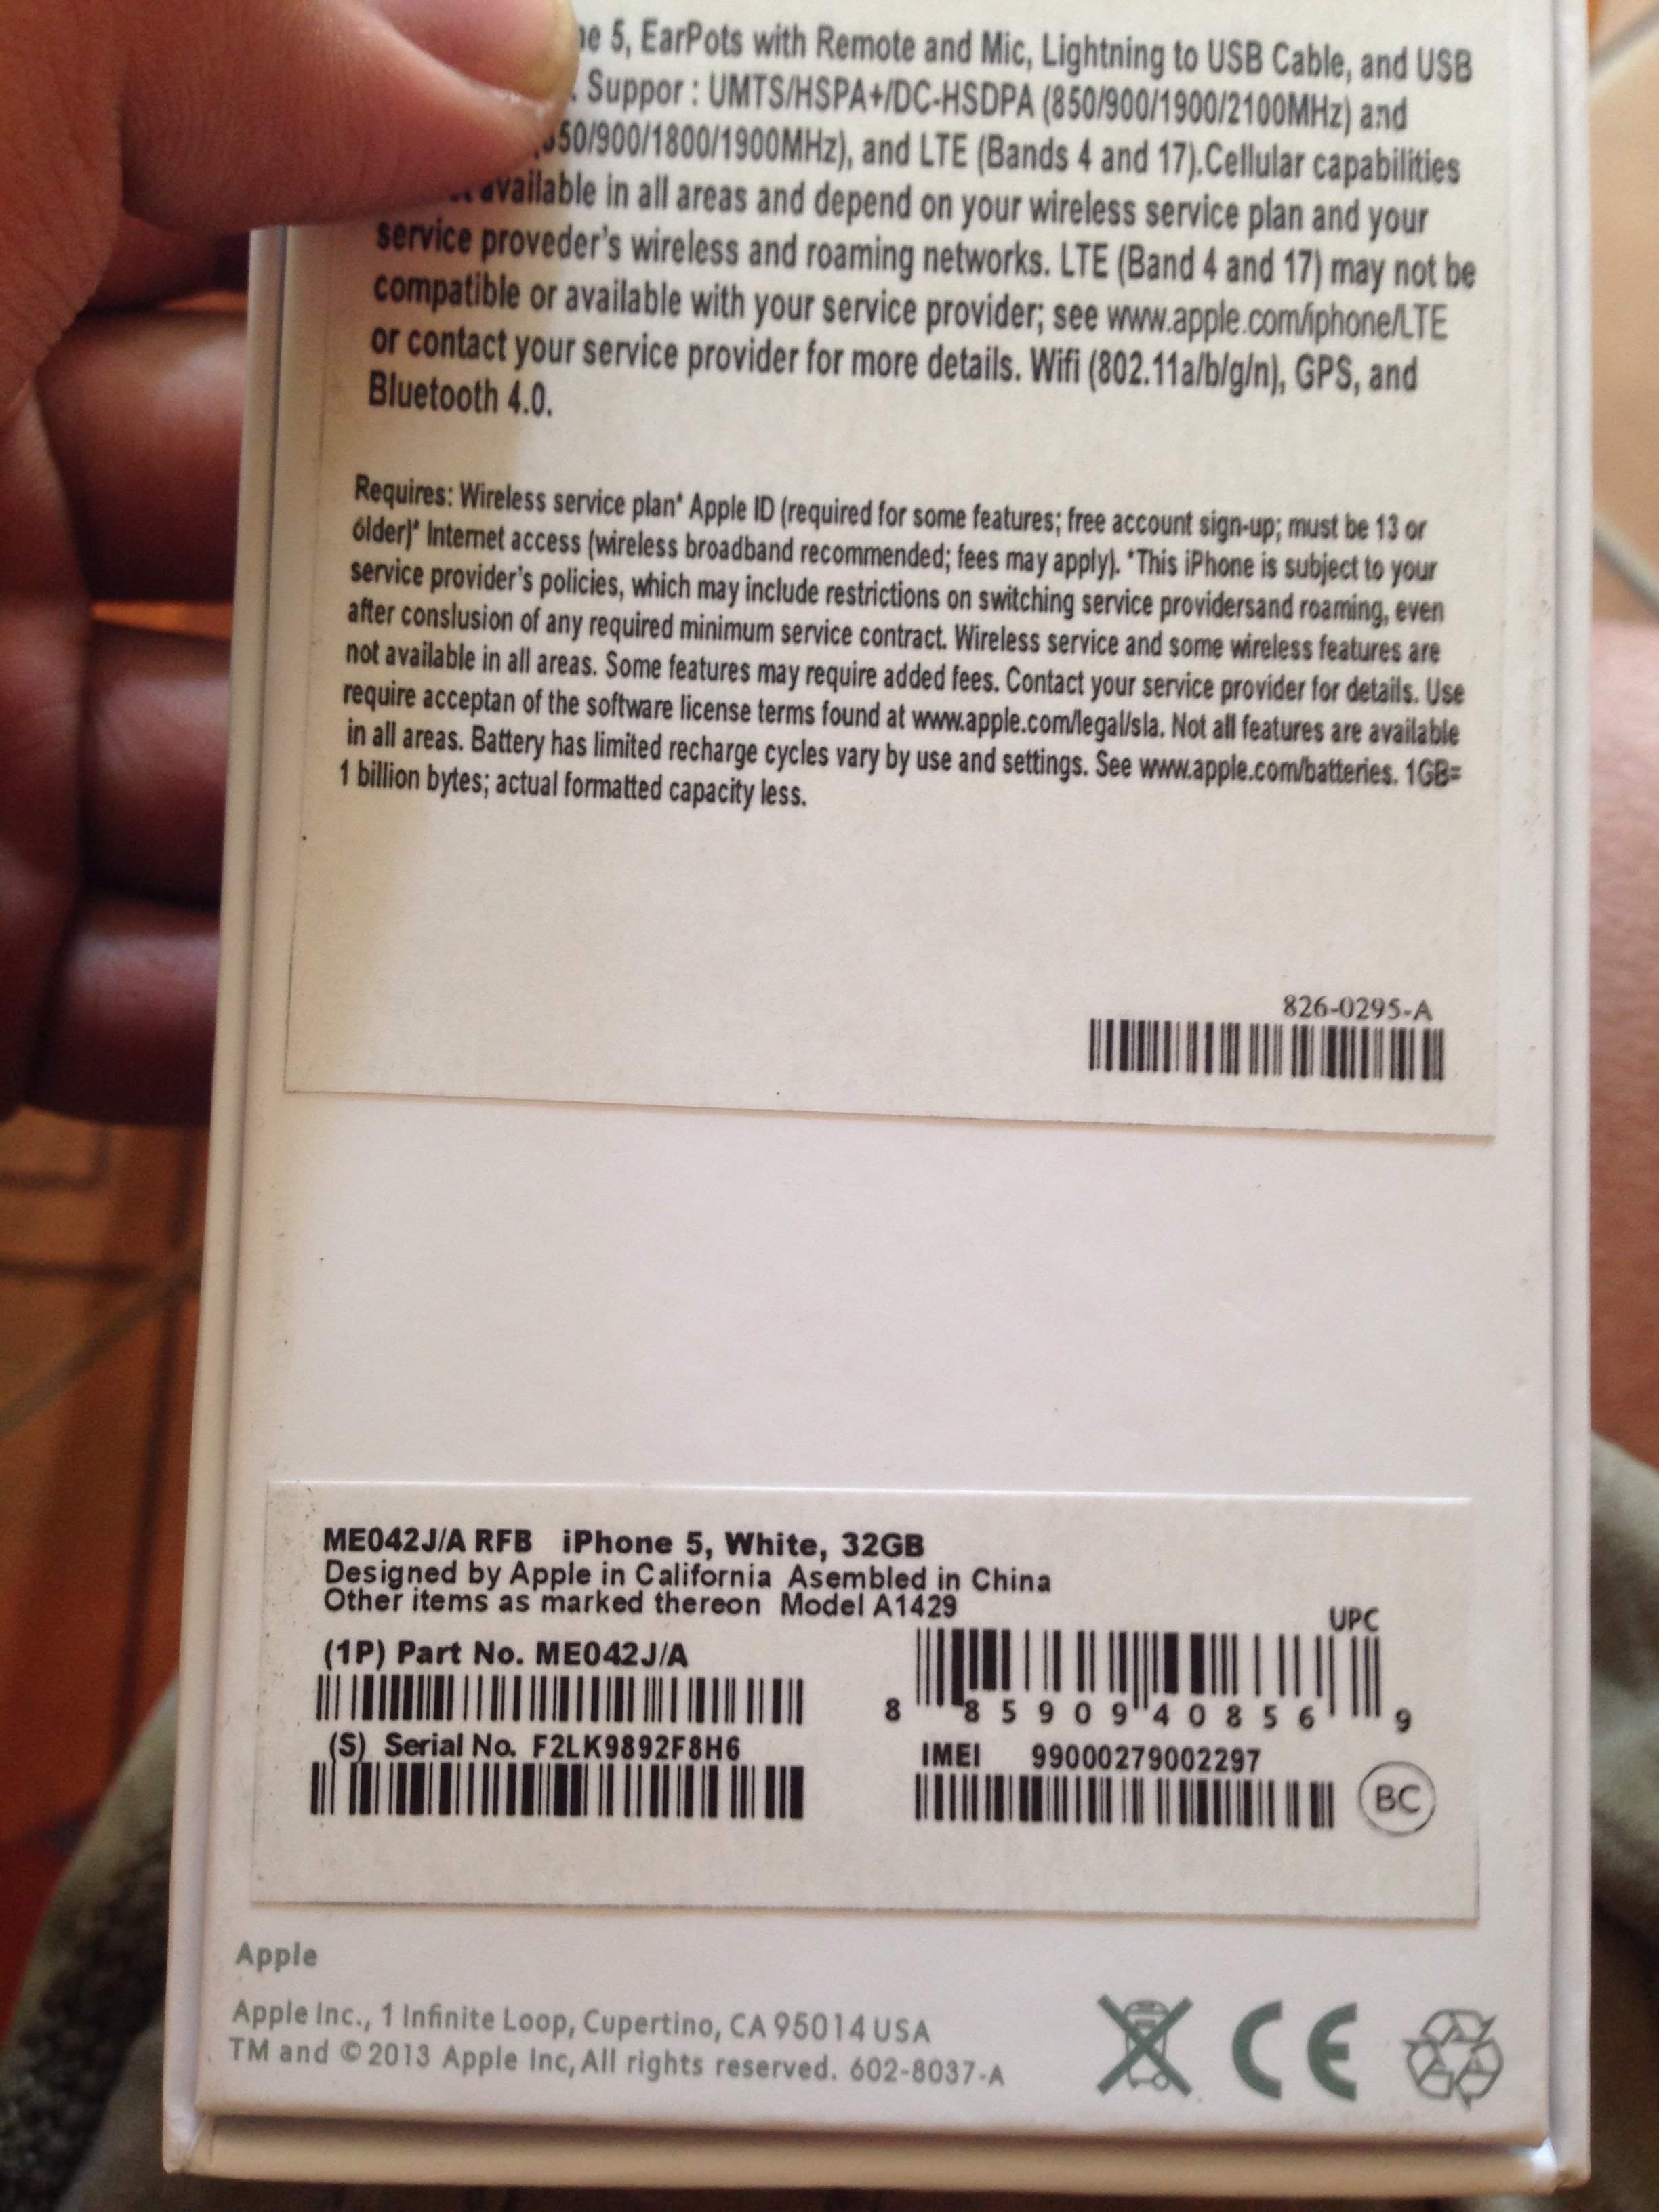 5, EarPots with Remote and Mic, Lightning to USB Cable, and USB
. Suppor : UMTS/HSPA+/DC-HSDPA (850/900/1900/2100MHz) and
50/900/1800/1900MHz), and LTE (Bands 4 and 17).Cellular capabilities
available in all areas and depend on your wireless service plan and your
service proveder's wireless and roaming networks. LTE (Band 4 and 17) may not be
compatible or available with your service provider; see www.apple.com/iphone/LTE
or contact your service provider for more details. Wifi (802.11a/b/g/n), GPS, and
Bluetooth 4.0.
Requires: Wireless service plan* Apple ID (required for some features; free account sign-up; must be 13 or
older)* Internet access (wireless broadband recommended; fees may apply). *This iPhone is subject to your
service provider's policies, which may include restrictions on switching service providersand roaming, even
after conslusion of any required minimum service contract. Wireless service and some wireless features are
not available in all areas. Some features may require added fees. Contact your service provider for details. Use
require acceptan of the software license terms found at www.apple.com/legal/sla. Not all features are available
in all areas. Battery has limited recharge cycles vary by use and settings. See www.apple.com/batteries. 1GB=
1 billion bytes; actual formatted capacity less.
826-0295-A
ME042J/A RFB iPhone 5, White, 32GB
Designed by Apple in California Asembled in China
Other items as marked thereon Model A1429
UPC
(1P) Part No. ME042J/A
8 85909 40856 9
(S) Serial No. F2LK9892F8H6
IMEI 99000279002297
BC
Apple
Apple Inc., 1 Infinite Loop, Cupertino, CA 95014 USA
TM and © 2013 Apple Inc, All rights reserved. 602-8037-A
CE